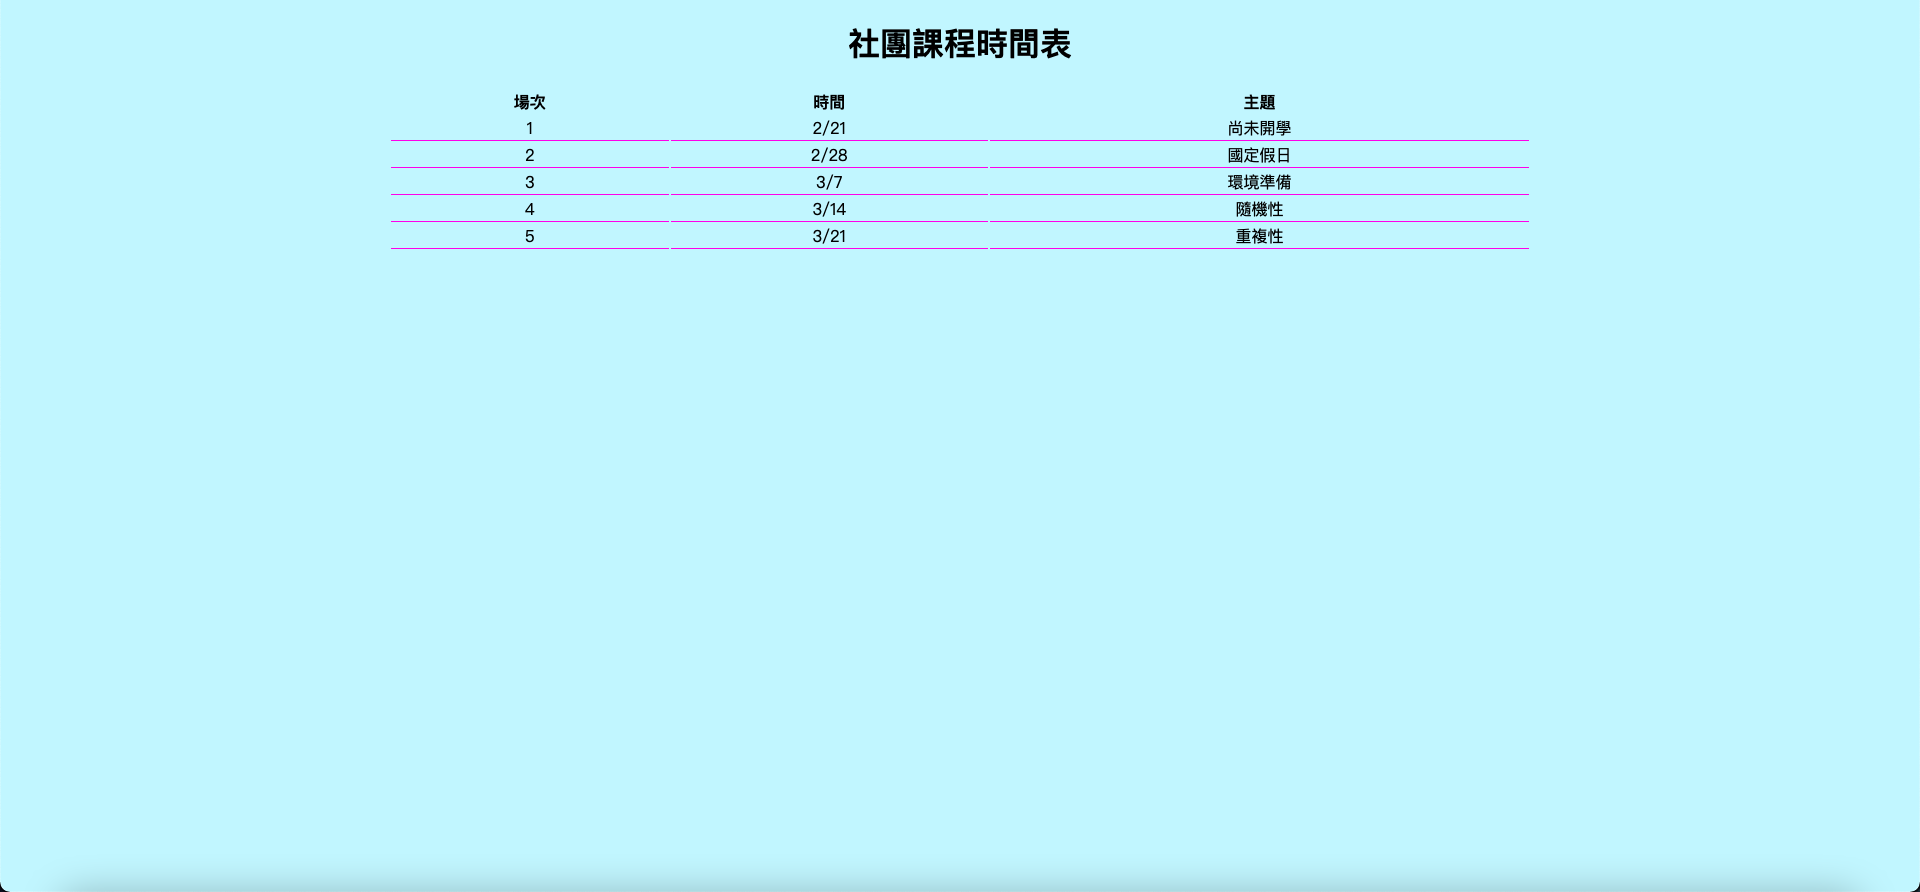 社團課程時間表
場次 時間 主題
1 2/21 尚未開學
2 2/28 國定假日
3 3/7 環境準備
4 3/14 隨機性
5 3/21 重複性